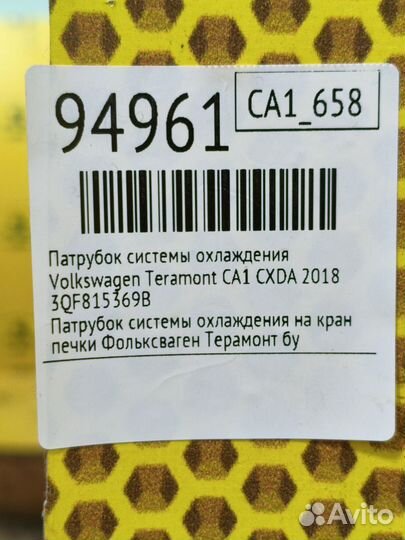 94961
CA1_658
Патрубок системы охлаждения
Volkswagen Teramont CA1 CXDA 2018
3QF815369B
Патрубок системы охлаждения на кран
печки Фольксваген Терамонт бу
Avito